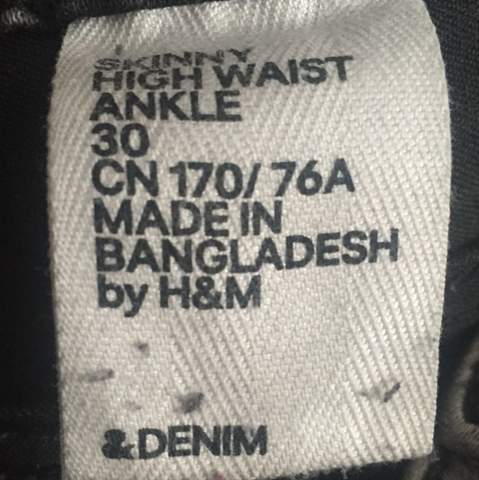 SKINNY
HIGH WAIST
ANKLE
30
CN 170/ 76A
MADE IN
BANGLADESH
by H&M
&DENIM